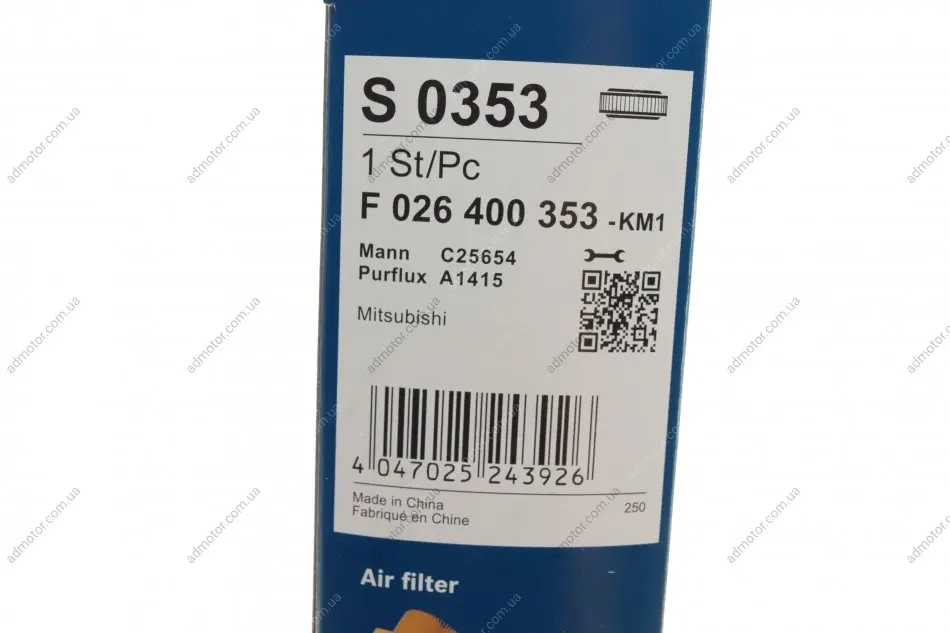 S 0353
1 St/Pc
F 026 400 353 -KM1
Mann C25654
Purflux A1415
Mitsubishi
4 047025 243926
Made in China
Fabriqué en Chine
250
Air filter
admotor.com.ua